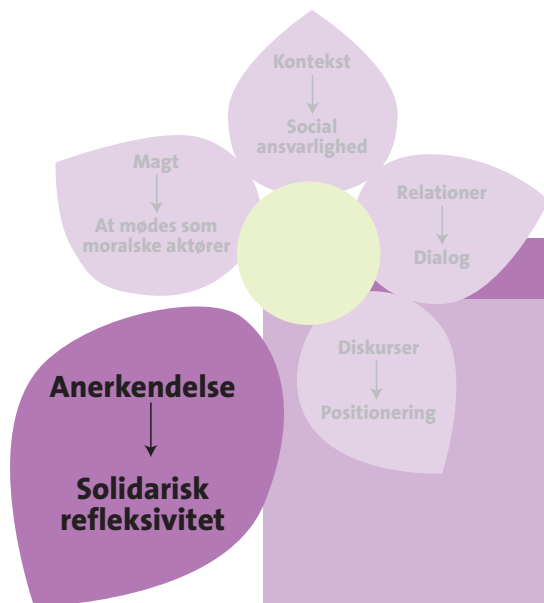 Kontekst
Social
ansvarlighed
Magt
At mødes som
moralske aktører
Relationer
Dialog
Diskurser
Positionering
Anerkendelse
Solidarisk
refleksivitet